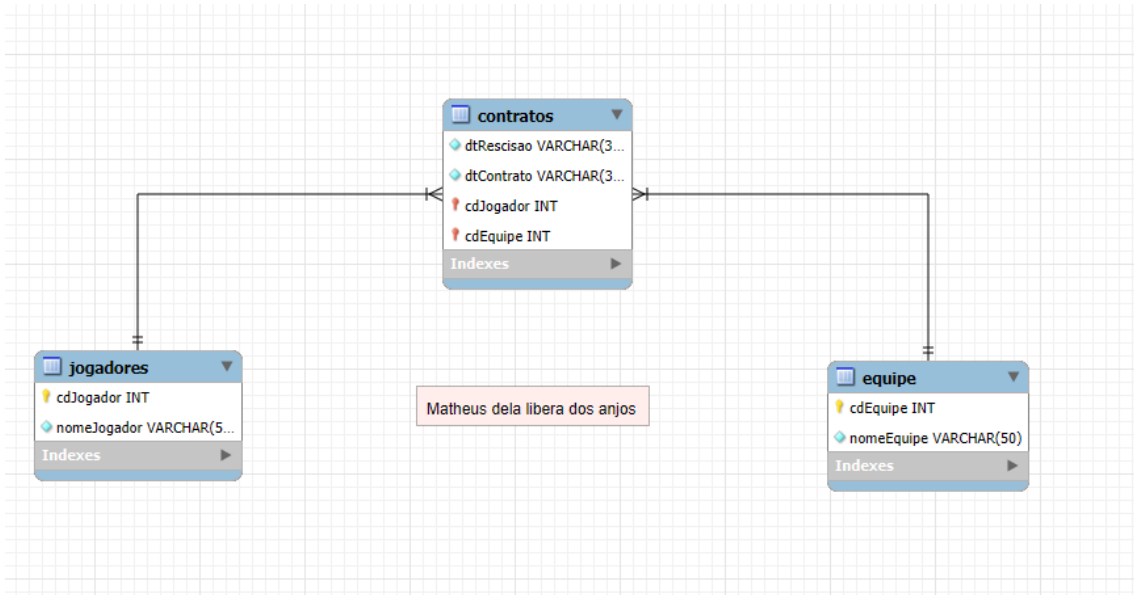 contratos
dtRescisao VARCHAR(3...
dtContrato VARCHAR(3...
cdJogador INT
cdEquipe INT
Indexes
jogadores
cdJogador INT
nomeJogador VARCHAR(5...
Indexes
Matheus dela libera dos anjos
equipe
cdEquipe INT
nomeEquipe VARCHAR(50)
Indexes